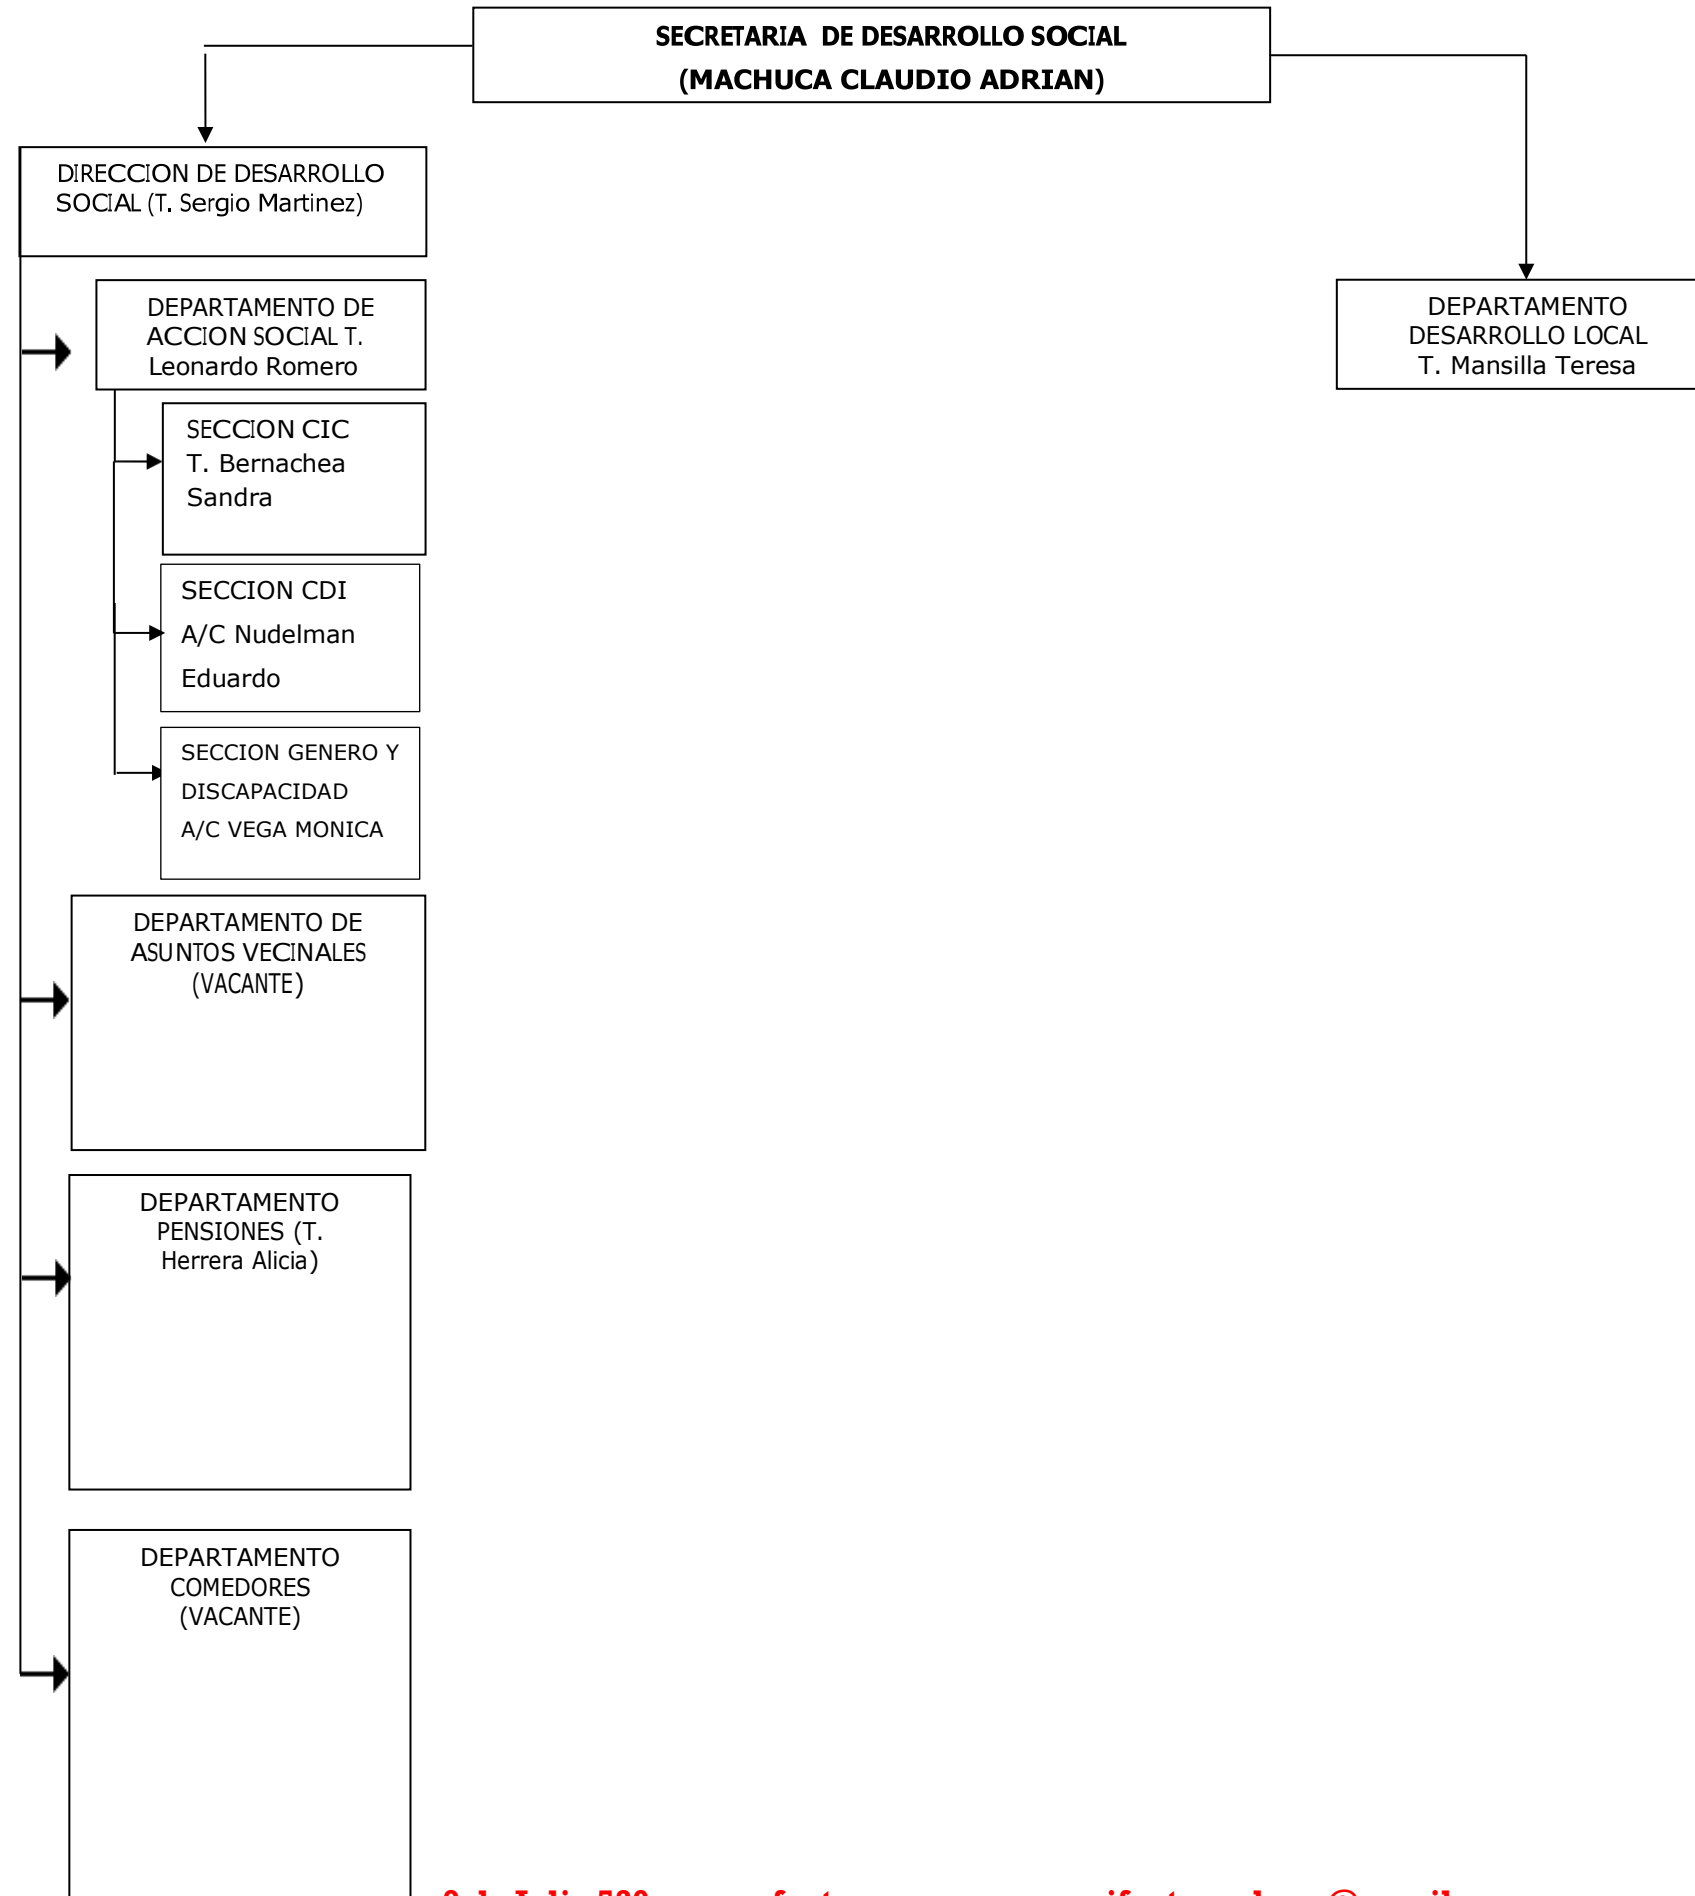 SECRETARIA DE DESARROLLO SOCIAL
(MACHUCA CLAUDIO ADRIAN)
DIRECCION DE DESARROLLO
SOCIAL (T. Sergio Martinez)
DEPARTAMENTO DE
ACCION SOCIAL T.
Leonardo Romero
DEPARTAMENTO
DESARROLLO LOCAL
T. Mansilla Teresa
SECCION CIC
T. Bernachea
Sandra
SECCION CDI
A/C Nudelman
Eduardo
SECCION GENERO Y
DISCAPACIDAD
A/C VEGA MONICA
DEPARTAMENTO DE
ASUNTOS VECINALES
(VACANTE)
DEPARTAMENTO
PENSIONES (T.
Herrera Alicia)
DEPARTAMENTO
COMEDORES
(VACANTE)